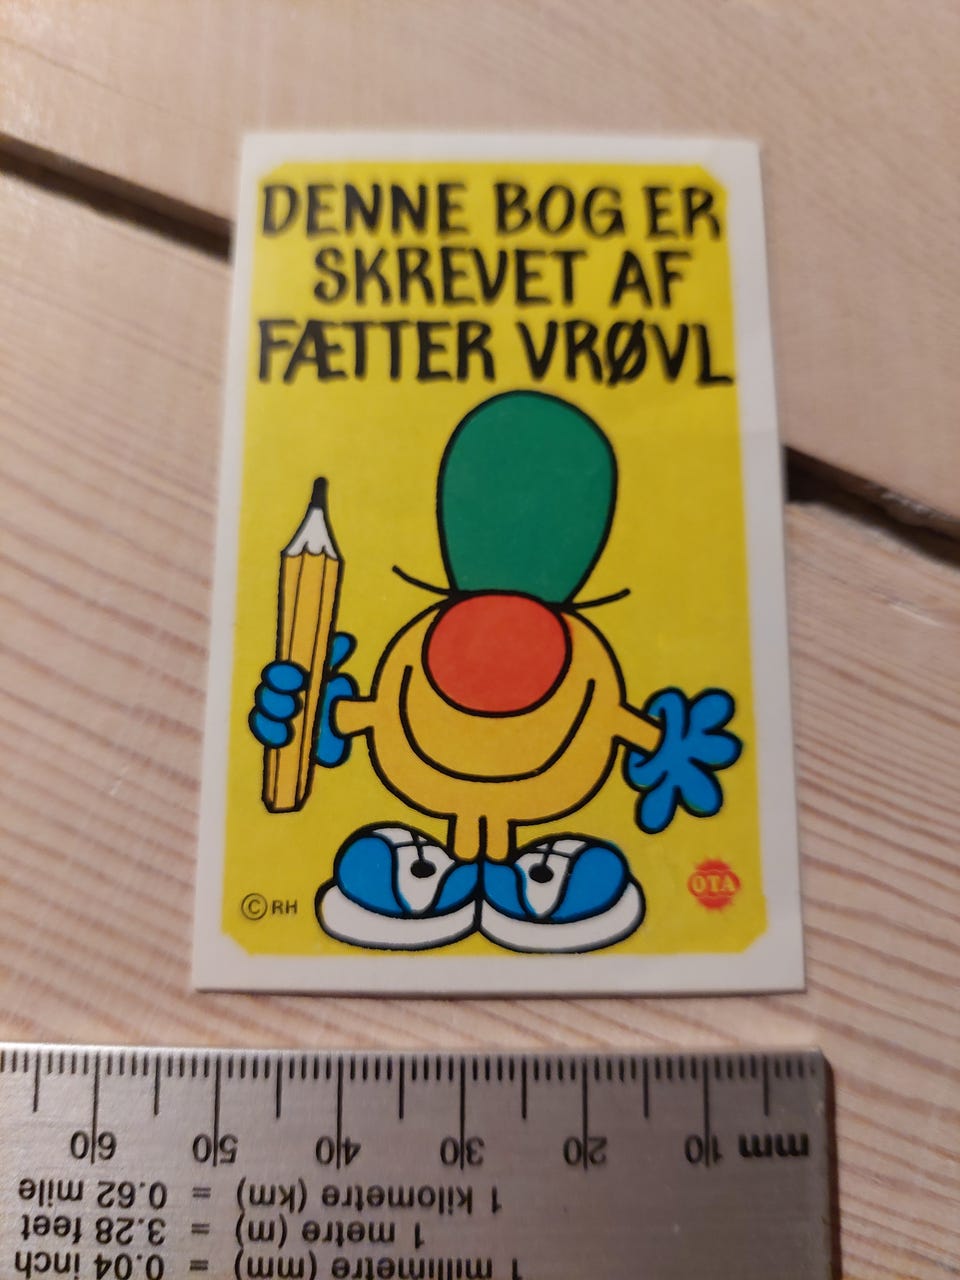 DENNE BOG ER
SKREVET AF
FÆTTER VRØVL
© RH
OTA
60 50 40 30 20 10 mm
1 kilometre (km) = 0.62 mile
1 metre (m) = 3.28 feet
1 millimetre (mm) = 0.04 inch